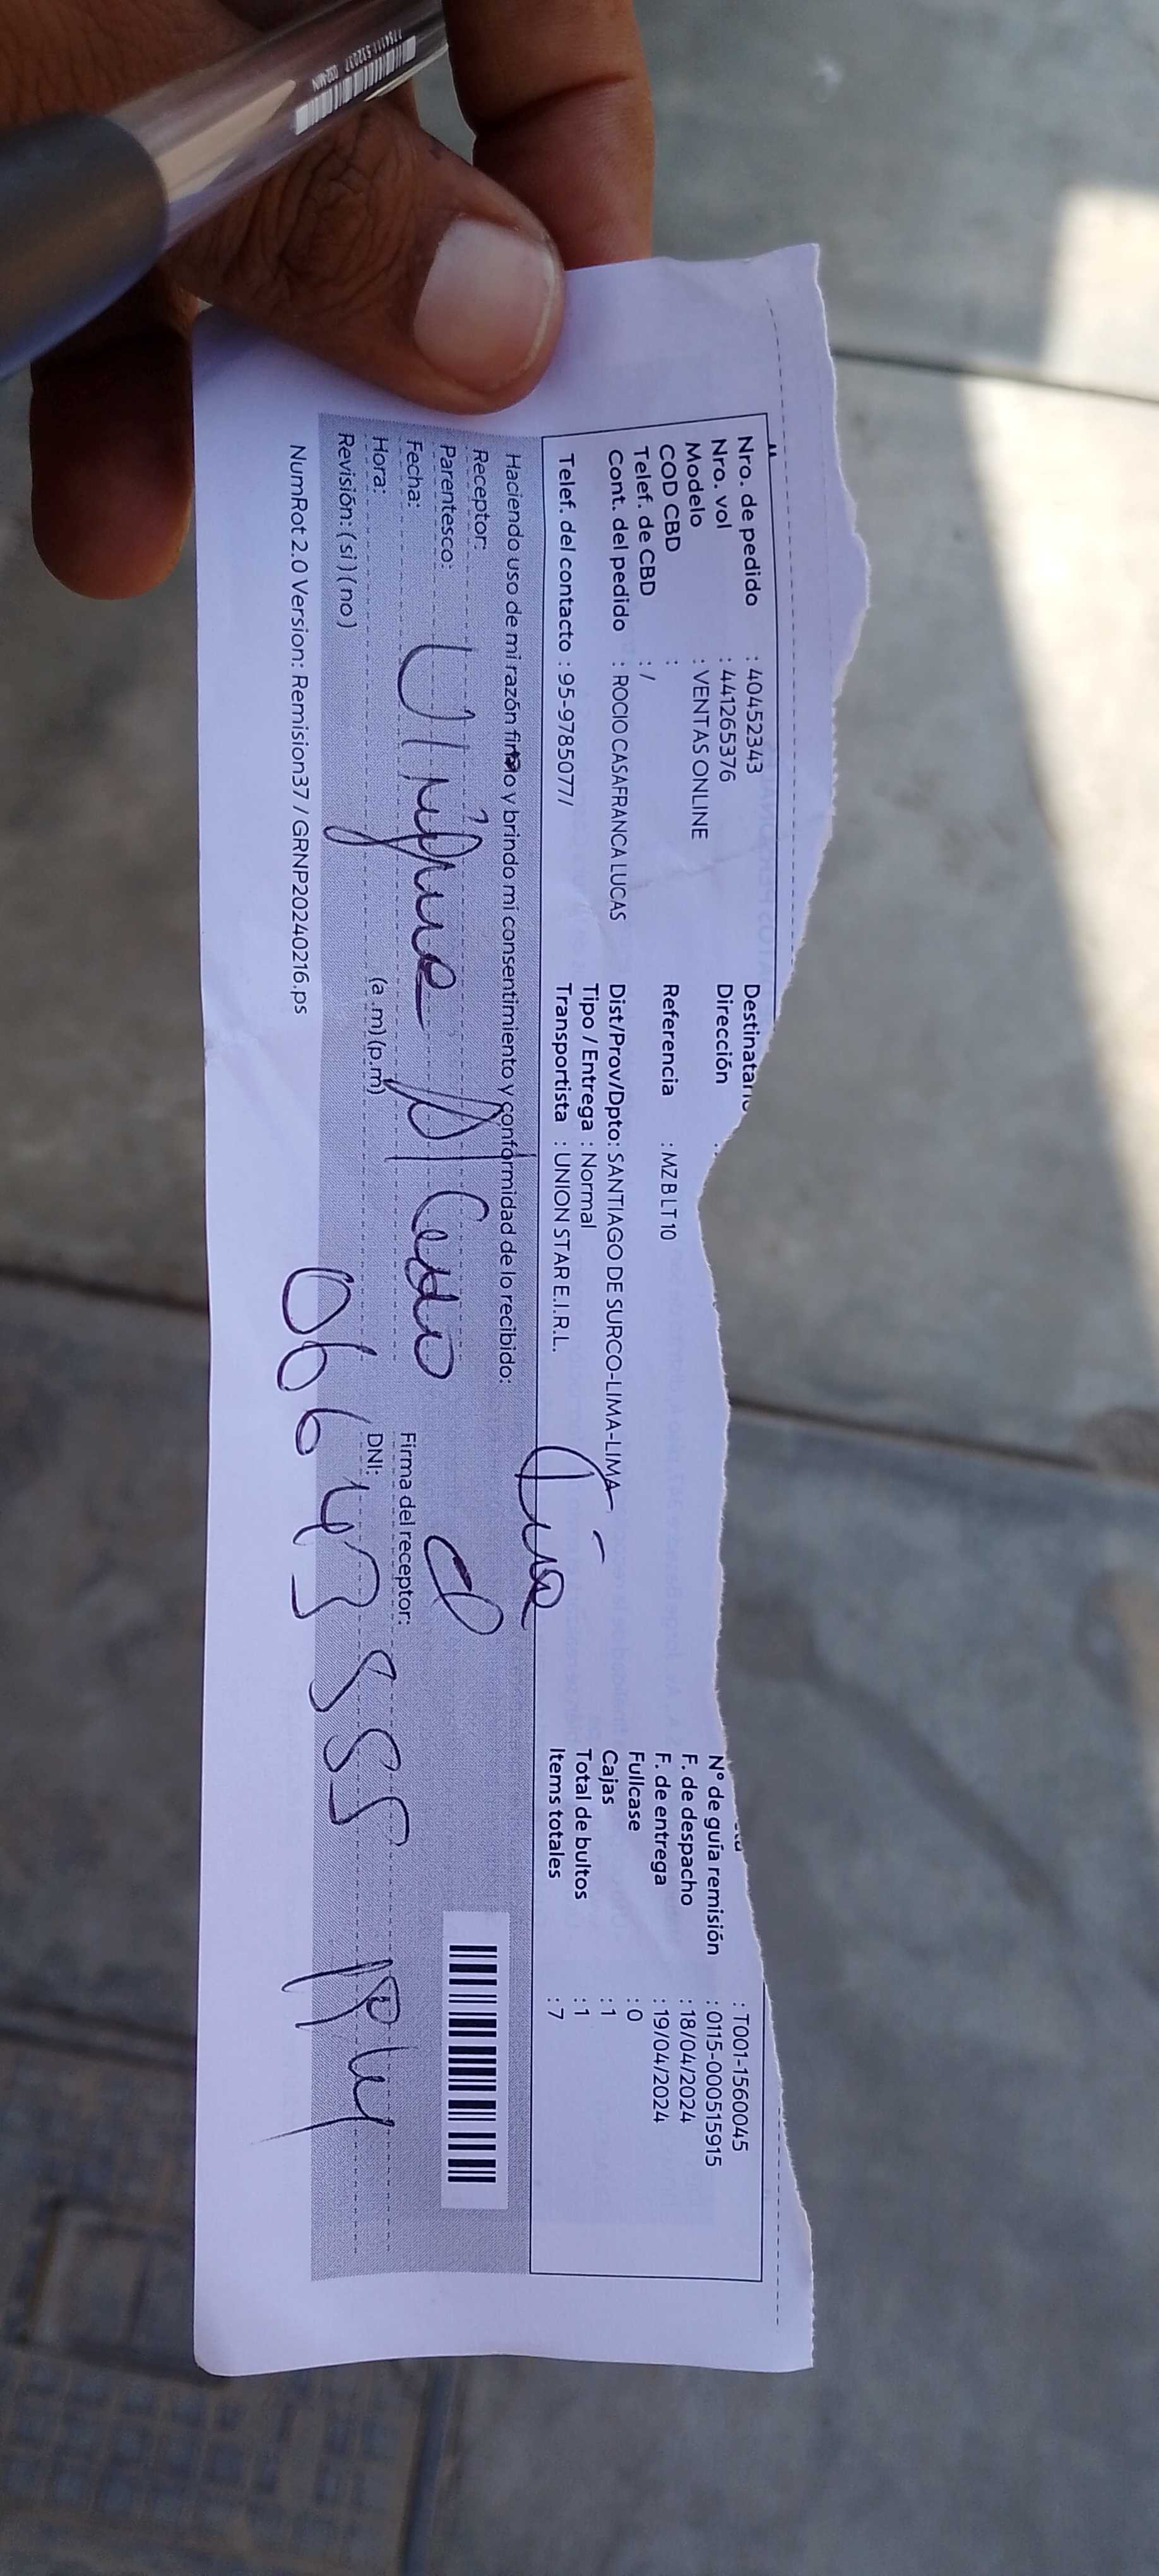 Nro. de pedido : 40452343
Nro. vol : 441265376
Modelo : VENTAS ONLINE
COD CBD :
Telef. de CBD : /
Cont. del pedido : ROCIO CASAFRANCA LUCAS
Telef. del contacto : 95-9785077/
Destinatario
Dirección :
Referencia : MZ B LT 10
Dist/Prov/Dpto: SANTIAGO DE SURCO-LIMA-LIMA
Tipo / Entrega : Normal
Transportista : UNION STAR E.I.R.L.
: T001-1560045
N° de guía remisión : 0115-000515915
F. de despacho : 18/04/2024
F. de entrega : 19/04/2024
Fullcase : 0
Cajas : 1
Total de bultos : 1
Items totales : 7
Haciendo uso de mi razón firmo y brindo mi consentimiento y conformidad de lo recibido:
Receptor:
Parentesco:
Fecha:
Hora: (a.m) (p.m)
Revisión: (si) (no)
Firma del receptor:
DNI:
06643885
NumRot 2.0 Version: Remision37 / GRNP20240216.ps